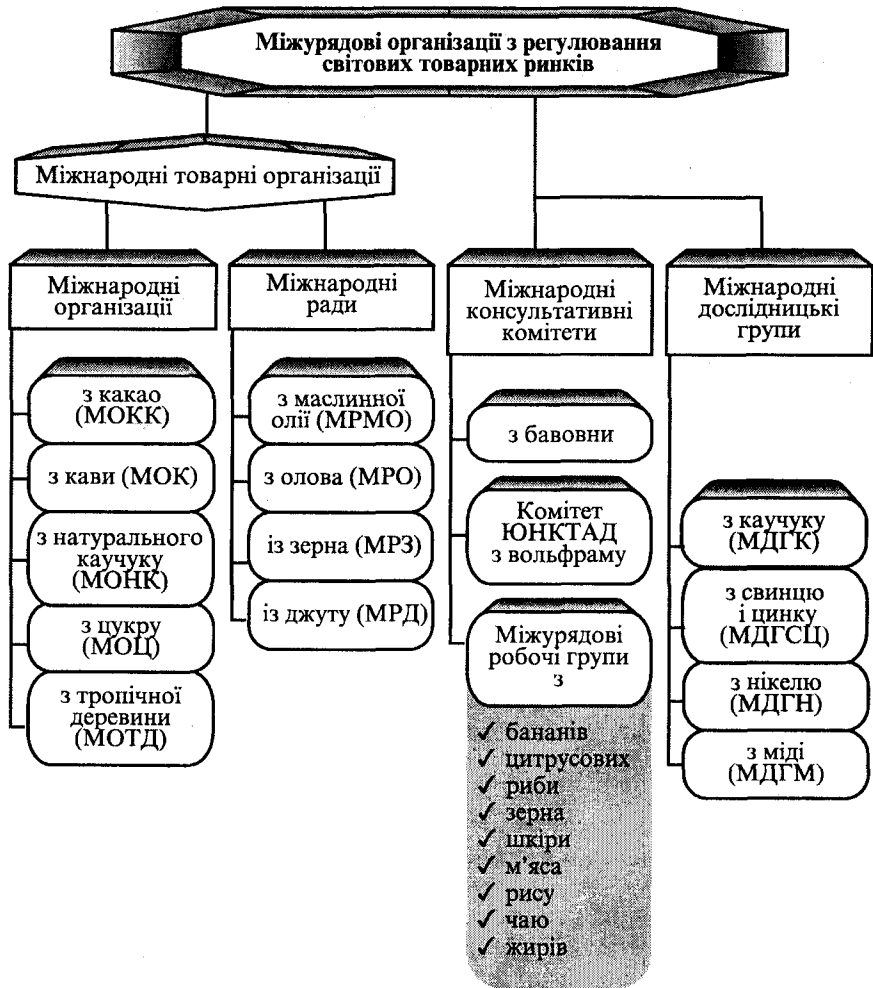 Міжурядові організації з регулювання
світових товарних ринків
Міжнародні товарні організації
Міжнародні
організації
з какао
(МОКК)
з кави (МОК)
з натурального
каучуку
(МОНК)
з цукру
(МОЦ)
з тропічної
деревини
(МОТД)
Міжнародні
ради
з маслинної
олії (МРМО)
з олова (МРО)
із зерна (МРЗ)
із джуту (МРД)
Міжнародні
консультативні
комітети
з бавовни
Комітет
ЮНКТАД
з вольфраму
Міжурядові
робочі групи
з
✓ бананів
✓ цитрусових
✓ риби
✓ зерна
✓ шкіри
✓ м’яса
✓ рису
✓ чаю
✓ жирів
Міжнародні
дослідницькі
групи
з каучуку
(МДГК)
з свинцю
і цинку
(МДГСЦ)
з нікелю
(МДГН)
з міді
(МДГМ)